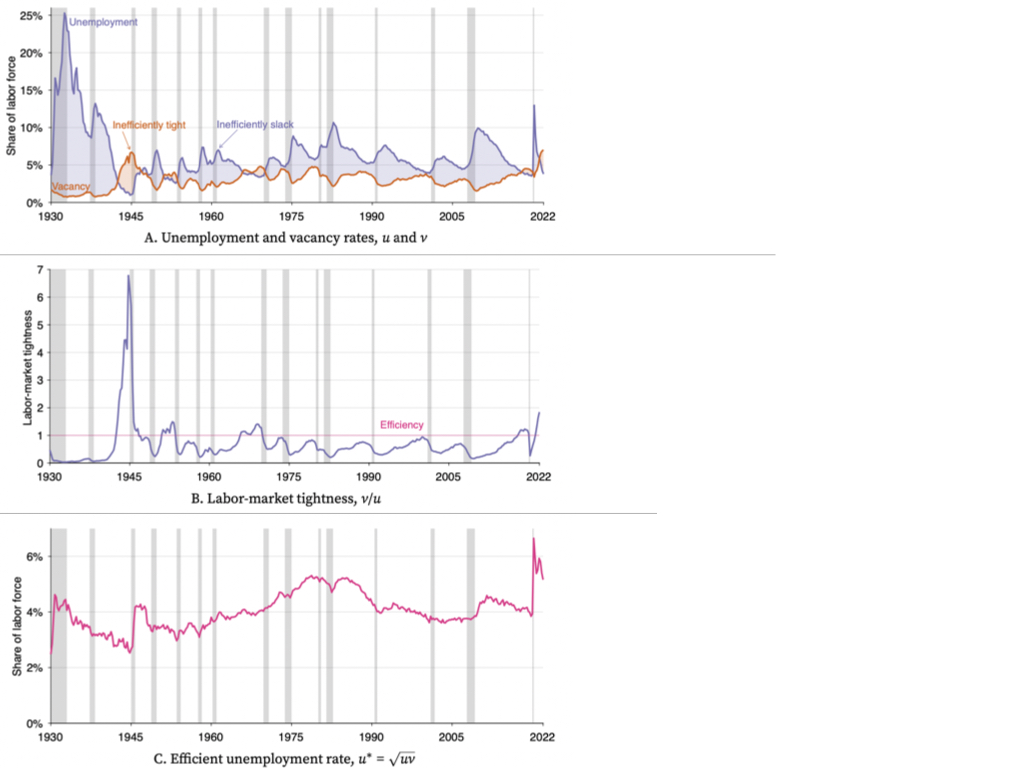 25%
Unemployment
20%
15%
10%
5%
0%
Share of labor force
Inefficiently tight
Inefficiently slack
Vacancy
1930 1945 1960 1975 1990 2005 2022
A. Unemployment and vacancy rates, u and v
7
6
5
4
3
2
1
0
Labor-market tightness
Efficiency
1930 1945 1960 1975 1990 2005 2022
B. Labor-market tightness, v/u
6%
4%
2%
0%
Share of labor force
1930 1945 1960 1975 1990 2005 2022
C. Efficient unemployment rate, u* = √uv